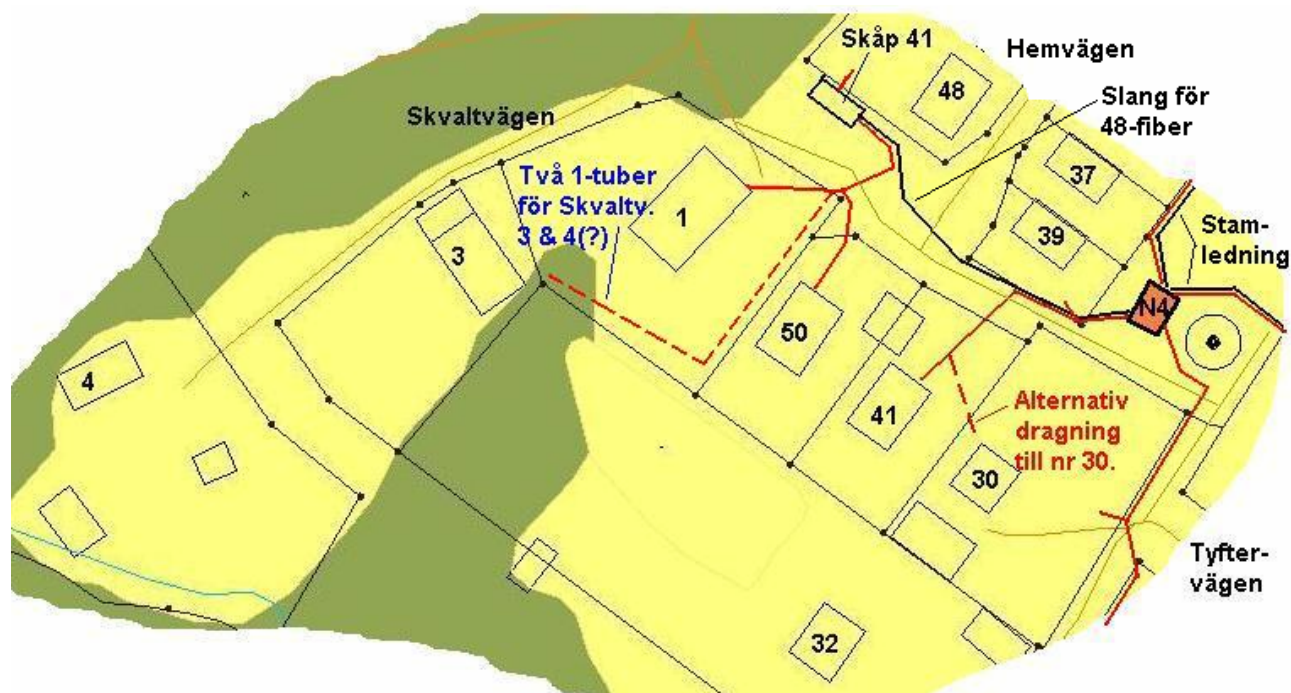 Skåp 41
Hemvägen
48
Slang för
48-fiber
Skvaltvägen
Två 1-tuber
för Skvaltv.
3 & 4(?)
1
37
39
3
Stam-
ledning
N4
50
4
41
Alternativ
dragning
till nr 30.
30
Tyfter-
vägen
32